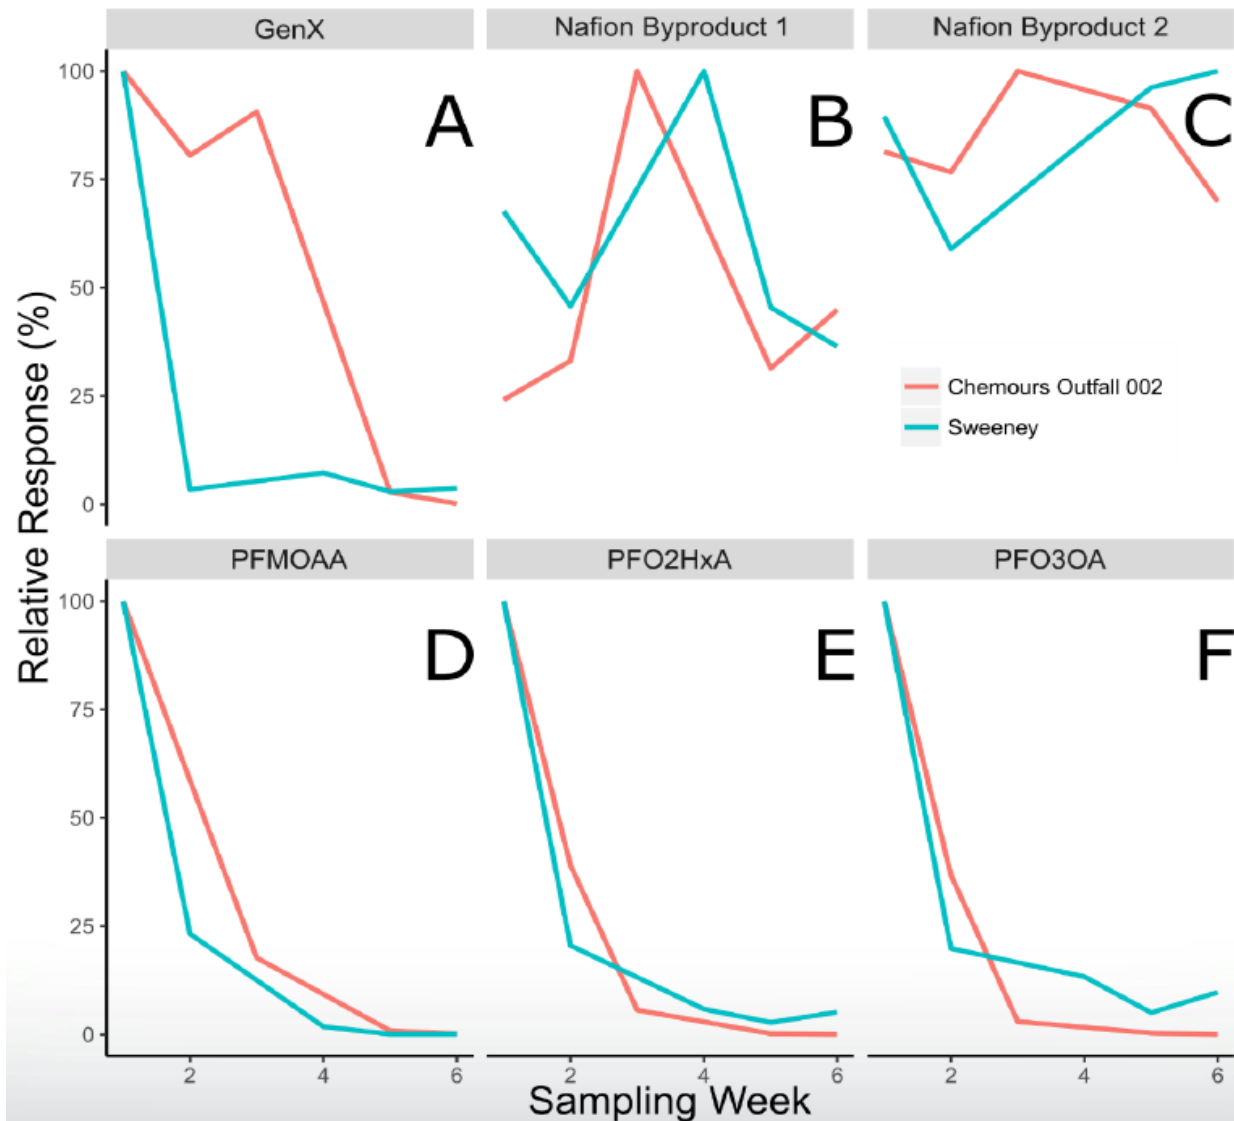 GenX
Nafion Byproduct 1
Nafion Byproduct 2
A
B
C
100
75
50
25
0
Chemours Outfall 002
Sweeney
Relative Response (%)
PFMOAA
PFO2HxA
PFO3OA
D
E
F
100
75
50
25
0
2 4 6
2 4 6
2 4 6
Sampling Week